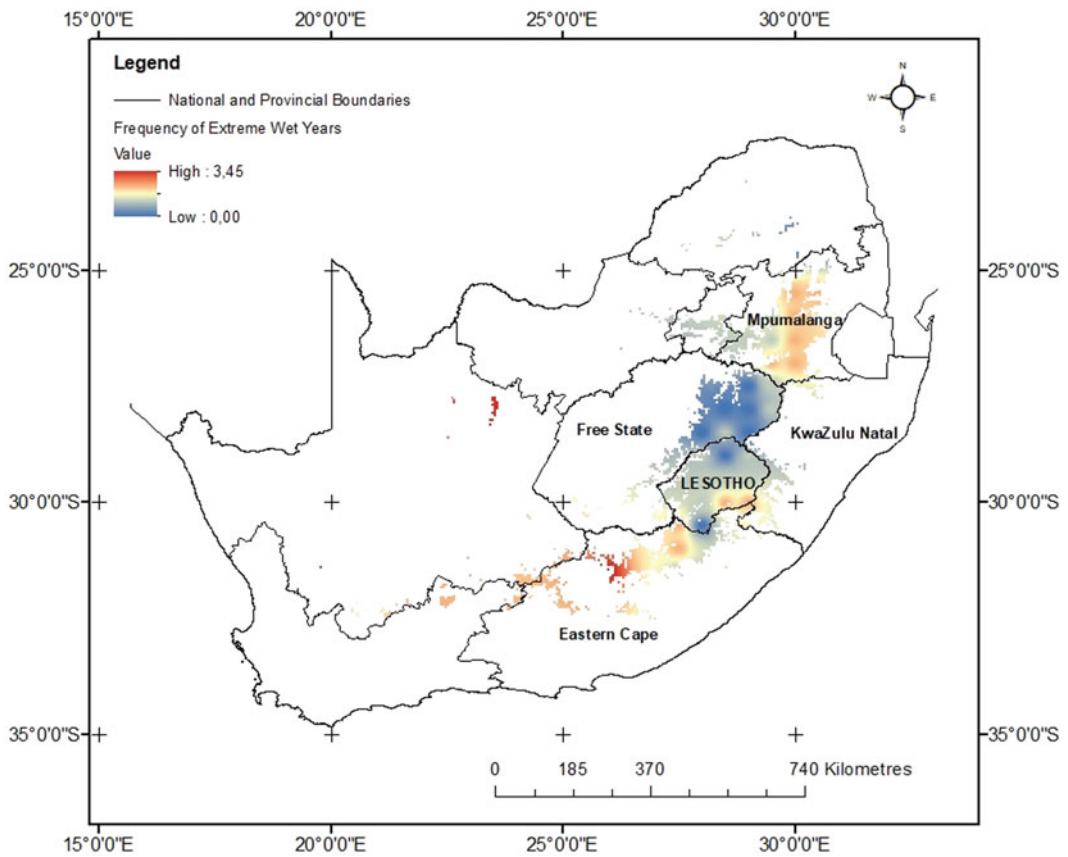 15°0'0"E 20°0'0"E 25°0'0"E 30°0'0"E
Legend
National and Provincial Boundaries
Frequency of Extreme Wet Years
Value
High : 3,45
Low : 0,00
N
W E
S
25°0'0"S 25°0'0"S
Mpumalanga
Free State
KwaZulu Natal
LESOTHO
30°0'0"S 30°0'0"S
Eastern Cape
35°0'0"S 35°0'0"S
0 185 370 740 Kilometres
15°0'0"E 20°0'0"E 25°0'0"E 30°0'0"E